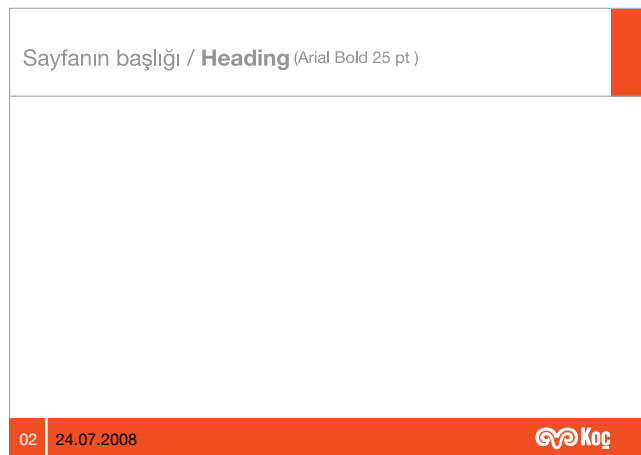 Sayfanın başlığı / Heading (Arial Bold 25 pt )
02 24.07.2008 Koç